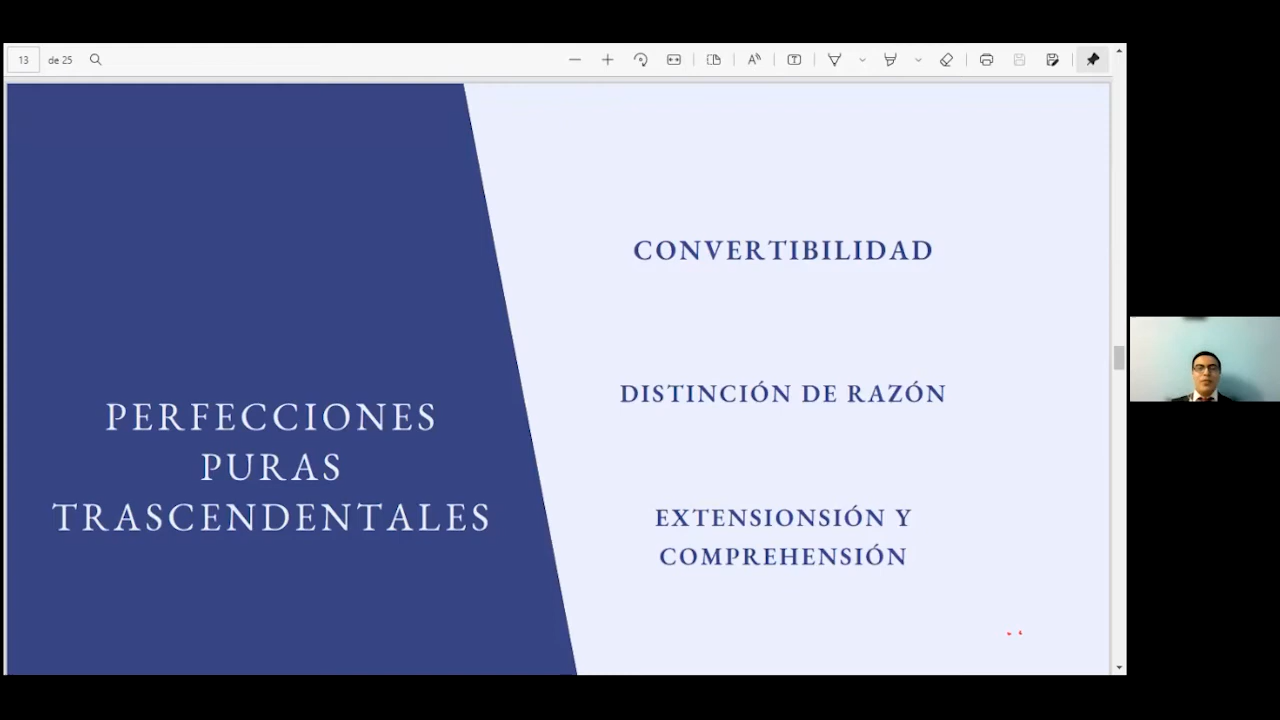 13 de 25
CONVERTIBILIDAD
DISTINCIÓN DE RAZÓN
PERFECCIONES
PURAS
TRASCENDENTALES
EXTENSIONSIÓN Y
COMPREHENSIÓN